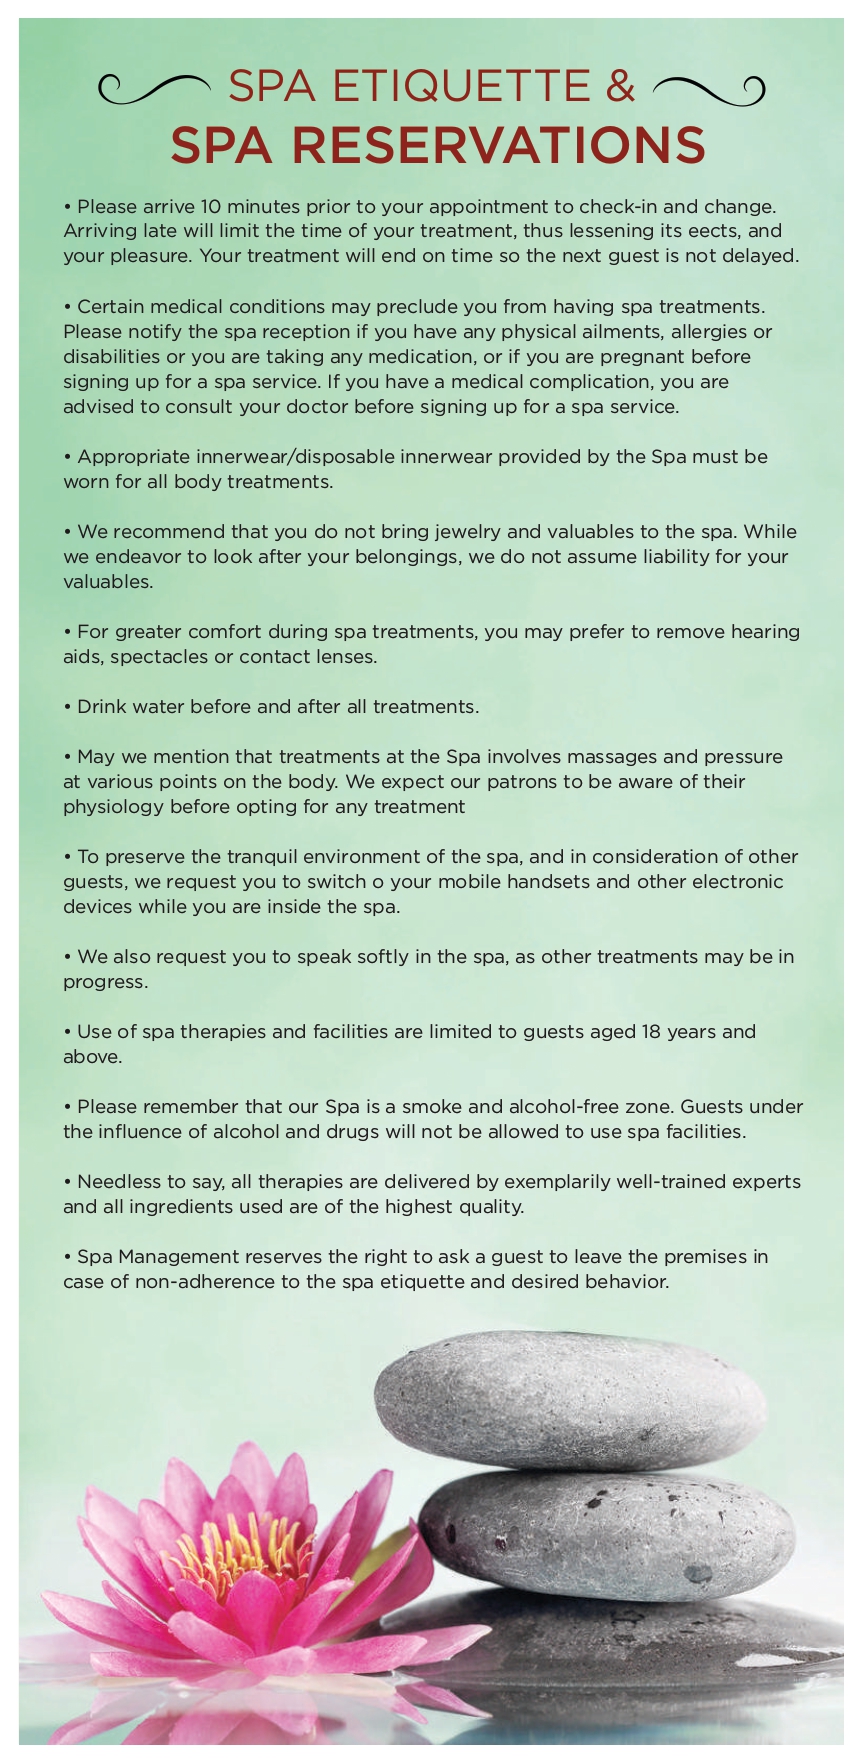 SPA ETIQUETTE &
SPA RESERVATIONS
• Please arrive 10 minutes prior to your appointment to check-in and change.
Arriving late will limit the time of your treatment, thus lessening its eects, and
your pleasure. Your treatment will end on time so the next guest is not delayed.
• Certain medical conditions may preclude you from having spa treatments.
Please notify the spa reception if you have any physical ailments, allergies or
disabilities or you are taking any medication, or if you are pregnant before
signing up for a spa service. If you have a medical complication, you are
advised to consult your doctor before signing up for a spa service.
• Appropriate innerwear/disposable innerwear provided by the Spa must be
worn for all body treatments.
• We recommend that you do not bring jewelry and valuables to the spa. While
we endeavor to look after your belongings, we do not assume liability for your
valuables.
• For greater comfort during spa treatments, you may prefer to remove hearing
aids, spectacles or contact lenses.
• Drink water before and after all treatments.
• May we mention that treatments at the Spa involves massages and pressure
at various points on the body. We expect our patrons to be aware of their
physiology before opting for any treatment
• To preserve the tranquil environment of the spa, and in consideration of other
guests, we request you to switch o your mobile handsets and other electronic
devices while you are inside the spa.
• We also request you to speak softly in the spa, as other treatments may be in
progress.
• Use of spa therapies and facilities are limited to guests aged 18 years and
above.
• Please remember that our Spa is a smoke and alcohol-free zone. Guests under
the influence of alcohol and drugs will not be allowed to use spa facilities.
• Needless to say, all therapies are delivered by exemplarily well-trained experts
and all ingredients used are of the highest quality.
• Spa Management reserves the right to ask a guest to leave the premises in
case of non-adherence to the spa etiquette and desired behavior.